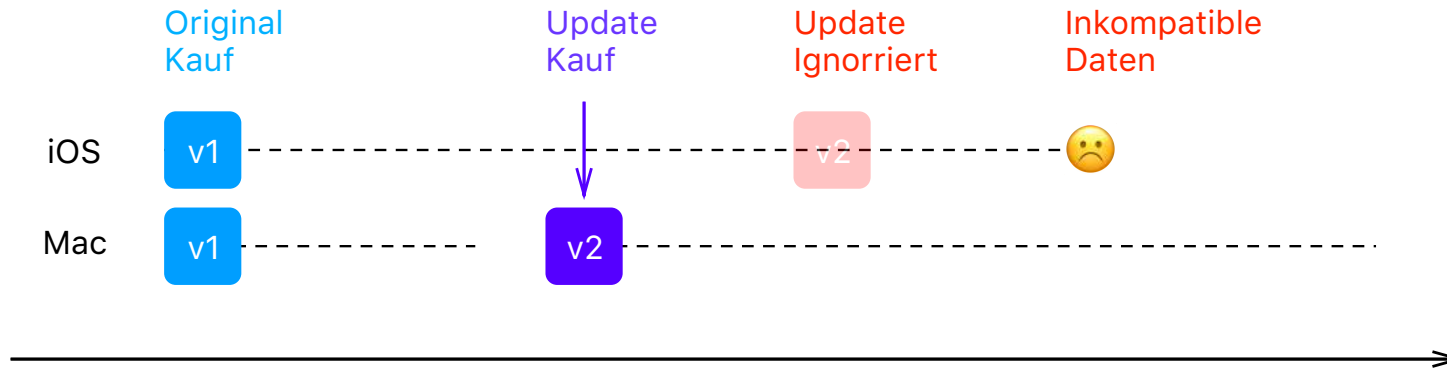 Original
Kauf
Update
Kauf
Update
Ignorriert
Inkompatible
Daten
iOS
v1
v2
Mac
v1
v2